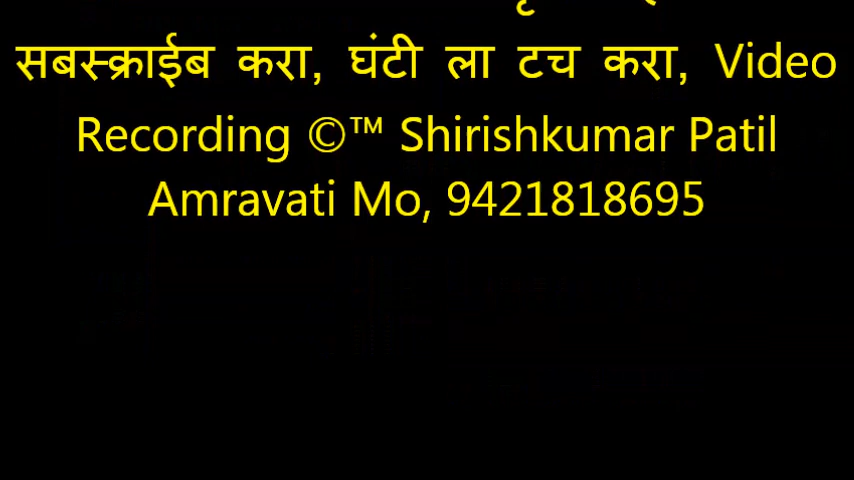 सबस्क्राईब करा, घंटी ला टच करा, Video
Recording ©™ Shirishkumar Patil
Amravati Mo, 9421818695